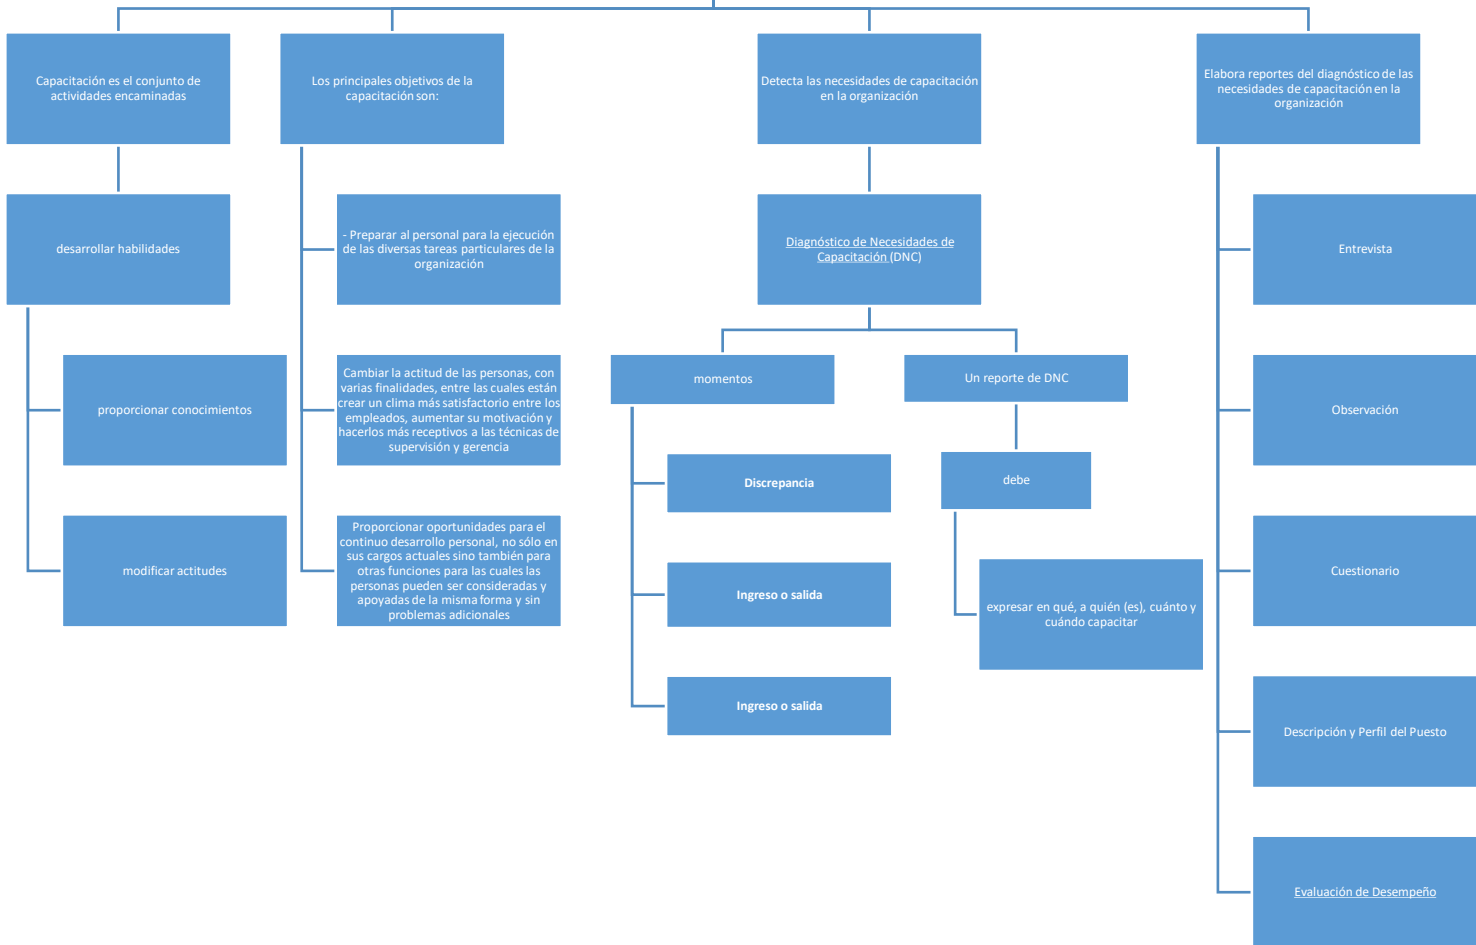 Capacitación es el conjunto de
actividades encaminadas
desarrollar habilidades
proporcionar conocimientos
modificar actitudes
Los principales objetivos de la
capacitación son:
- Preparar al personal para la ejecución
de las diversas tareas particulares de la
organización
Cambiar la actitud de las personas, con
varias finalidades, entre las cuales están
crear un clima más satisfactorio entre los
empleados, aumentar su motivación y
hacerlos más receptivos a las técnicas de
supervisión y gerencia
Proporcionar oportunidades para el
continuo desarrollo personal, no sólo en
sus cargos actuales sino también para
otras funciones para las cuales las
personas pueden ser consideradas y
apoyadas de la misma forma y sin
problemas adicionales
Detecta las necesidades de capacitación
en la organización
Diagnóstico de Necesidades de
Capacitación (DNC)
momentos
Discrepancia
Ingreso o salida
Ingreso o salida
Un reporte de DNC
debe
expresar en qué, a quién (es), cuánto y
cuándo capacitar
Elabora reportes del diagnóstico de las
necesidades de capacitación en la
organización
Entrevista
Observación
Cuestionario
Descripción y Perfil del Puesto
Evaluación de Desempeño